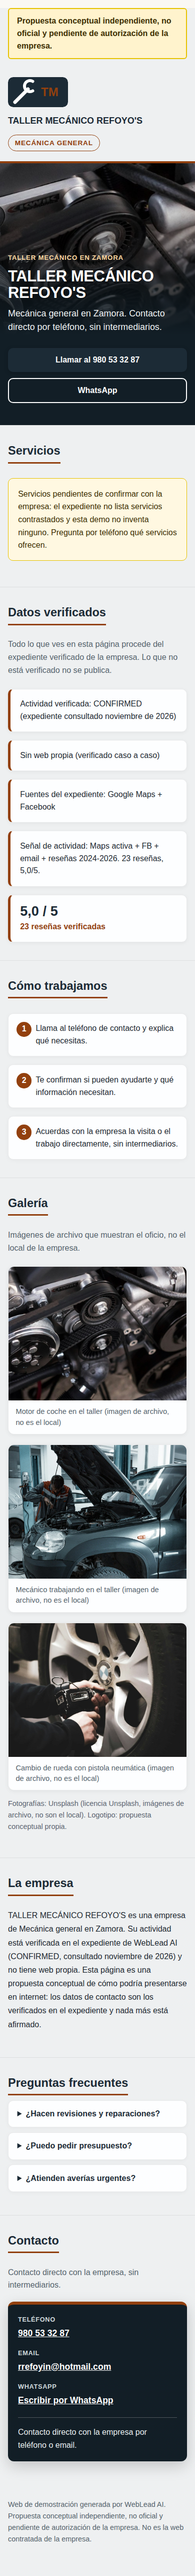 Propuesta conceptual independiente, no
oficial y pendiente de autorización de la
empresa.
TM
TALLER MECÁNICO REFOYO'S
MECÁNICA GENERAL
TALLER MECÁNICO EN ZAMORA
TALLER MECÁNICO
REFOYO'S
Mecánica general en Zamora. Contacto
directo por teléfono, sin intermediarios.
Llamar al 980 53 32 87
WhatsApp
Servicios
Servicios pendientes de confirmar con la
empresa: el expediente no lista servicios
contrastados y esta demo no inventa
ninguno. Pregunta por teléfono qué servicios
ofrecen.
Datos verificados
Todo lo que ves en esta página procede del
expediente verificado de la empresa. Lo que no
está verificado no se publica.
Actividad verificada: CONFIRMED
(expediente consultado noviembre de 2026)
Sin web propia (verificado caso a caso)
Fuentes del expediente: Google Maps +
Facebook
Señal de actividad: Maps activa + FB +
email + reseñas 2024-2026. 23 reseñas,
5,0/5.
5,0 / 5
23 reseñas verificadas
Cómo trabajamos
1 Llama al teléfono de contacto y explica
qué necesitas.
2 Te confirman si pueden ayudarte y qué
información necesitan.
3 Acuerdas con la empresa la visita o el
trabajo directamente, sin intermediarios.
Galería
Imágenes de archivo que muestran el oficio, no el
local de la empresa.
Motor de coche en el taller (imagen de archivo,
no es el local)
Mecánico trabajando en el taller (imagen de
archivo, no es el local)
Cambio de rueda con pistola neumática (imagen
de archivo, no es el local)
Fotografías: Unsplash (licencia Unsplash, imágenes de
archivo, no son el local). Logotipo: propuesta
conceptual propia.
La empresa
TALLER MECÁNICO REFOYO'S es una empresa
de Mecánica general en Zamora. Su actividad
está verificada en el expediente de WebLead AI
(CONFIRMED, consultado noviembre de 2026) y
no tiene web propia. Esta página es una
propuesta conceptual de cómo podría presentarse
en internet: los datos de contacto son los
verificados en el expediente y nada más está
afirmado.
Preguntas frecuentes
¿Hacen revisiones y reparaciones?
¿Puedo pedir presupuesto?
¿Atienden averías urgentes?
Contacto
Contacto directo con la empresa, sin
intermediarios.
TELÉFONO
980 53 32 87
EMAIL
rrefoyin@hotmail.com
WHATSAPP
Escribir por WhatsApp
Contacto directo con la empresa por
teléfono o email.
Web de demostración generada por WebLead AI.
Propuesta conceptual independiente, no oficial y
pendiente de autorización de la empresa. No es la web
contratada de la empresa.